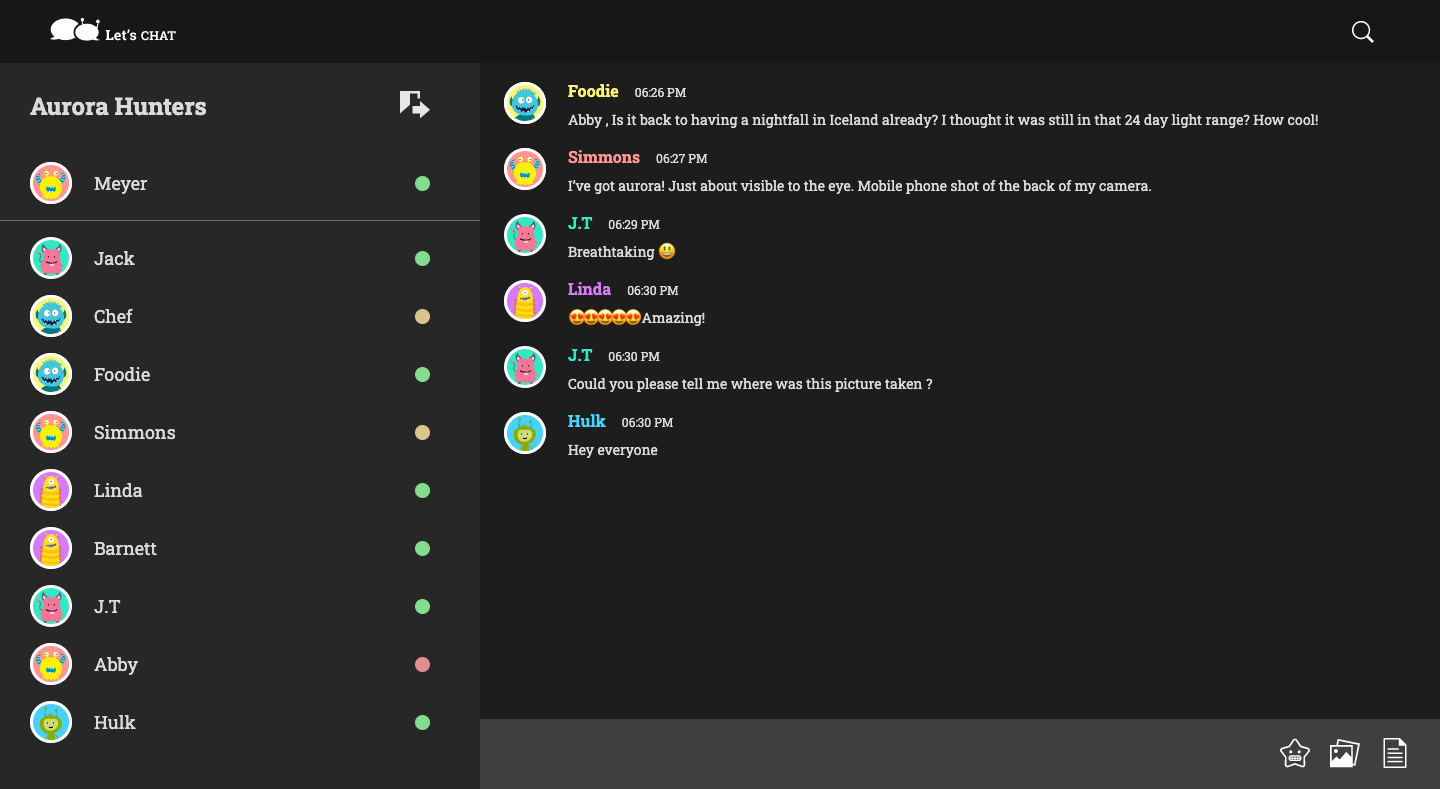 Let's CHAT
Aurora Hunters
Meyer
Jack
Chef
Foodie
Simmons
Linda
Barnett
J.T
Abby
Hulk
Foodie 06:26 PM
Abby , Is it back to having a nightfall in Iceland already? I thought it was still in that 24 day light range? How cool!
Simmons 06:27 PM
I've got aurora! Just about visible to the eye. Mobile phone shot of the back of my camera.
J.T 06:29 PM
Breathtaking 😃
Linda 06:30 PM
😍😍😍😍😍Amazing!
J.T 06:30 PM
Could you please tell me where was this picture taken ?
Hulk 06:30 PM
Hey everyone